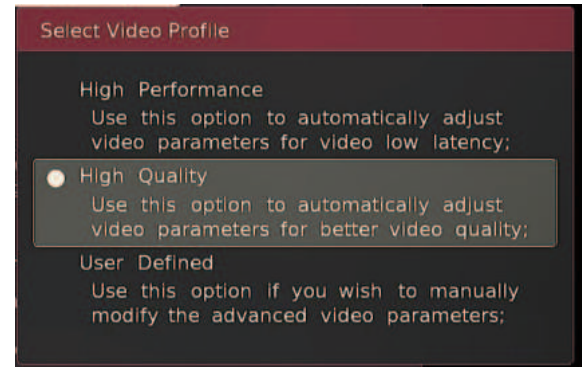 Select Video Profile
High Performance
Use this option to automatically adjust
video parameters for video low latency;
High Quality
Use this option to automatically adjust
video parameters for better video quality;
User Defined
Use this option if you wish to manually
modify the advanced video parameters;